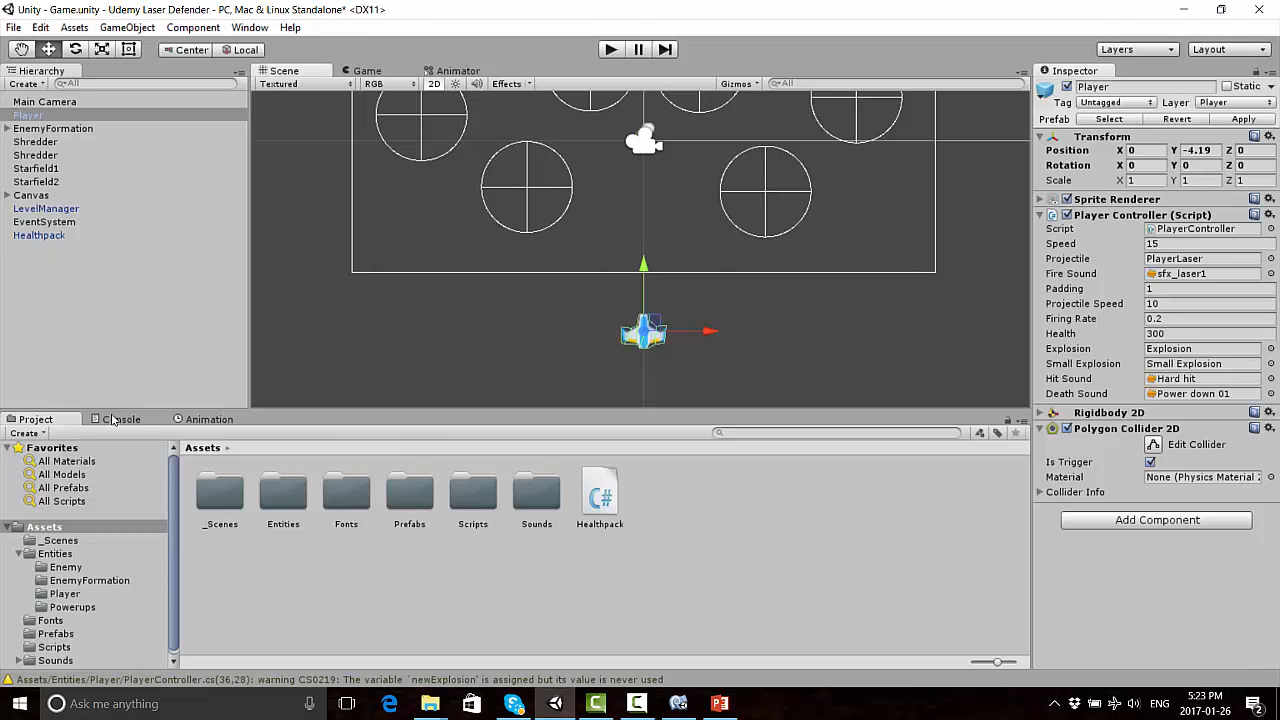 Unity - Game.unity - Udemy Laser Defender - PC, Mac & Linux Standalone* <DX11>
File Edit Assets GameObject Component Window Help
Center Local Layers Layout
Hierarchy
Create All
Main Camera
Player
EnemyFormation
Shredder
Shredder
Starfield1
Starfield2
Canvas
LevelManager
EventSystem
Healthpack
Scene Game Animator
Textured RGB 2D Effects Gizmos All
Inspector
Player Static
Tag Untagged Layer Player
Prefab Select Revert Apply
Transform
Position X 0 Y -4.19 Z 0
Rotation X 0 Y 0 Z 0
Scale X 1 Y 1 Z 1
Sprite Renderer
Player Controller (Script)
Script PlayerController
Speed 15
Projectile PlayerLaser
Fire Sound sfx_laser1
Padding 1
Projectile Speed 10
Firing Rate 0.2
Health 300
Explosion Explosion
Small Explosion Small Explosion
Hit Sound Hard hit
Death Sound Power down 01
Rigidbody 2D
Polygon Collider 2D
Edit Collider
Is Trigger
Material None (Physics Material 2
Collider Info
Add Component
Project Console Animation
Create
Favorites
All Materials
All Models
All Prefabs
All Scripts
Assets
_Scenes
Entities
Enemy
EnemyFormation
Player
Powerups
Fonts
Prefabs
Scripts
Sounds
Assets
_Scenes Entities Fonts Prefabs Scripts Sounds Healthpack
C#
Assets/Entities/Player/PlayerController.cs(36,28): warning CS0219: The variable `newExplosion' is assigned but its value is never used
Ask me anything
ENG
5:23 PM
2017-01-26